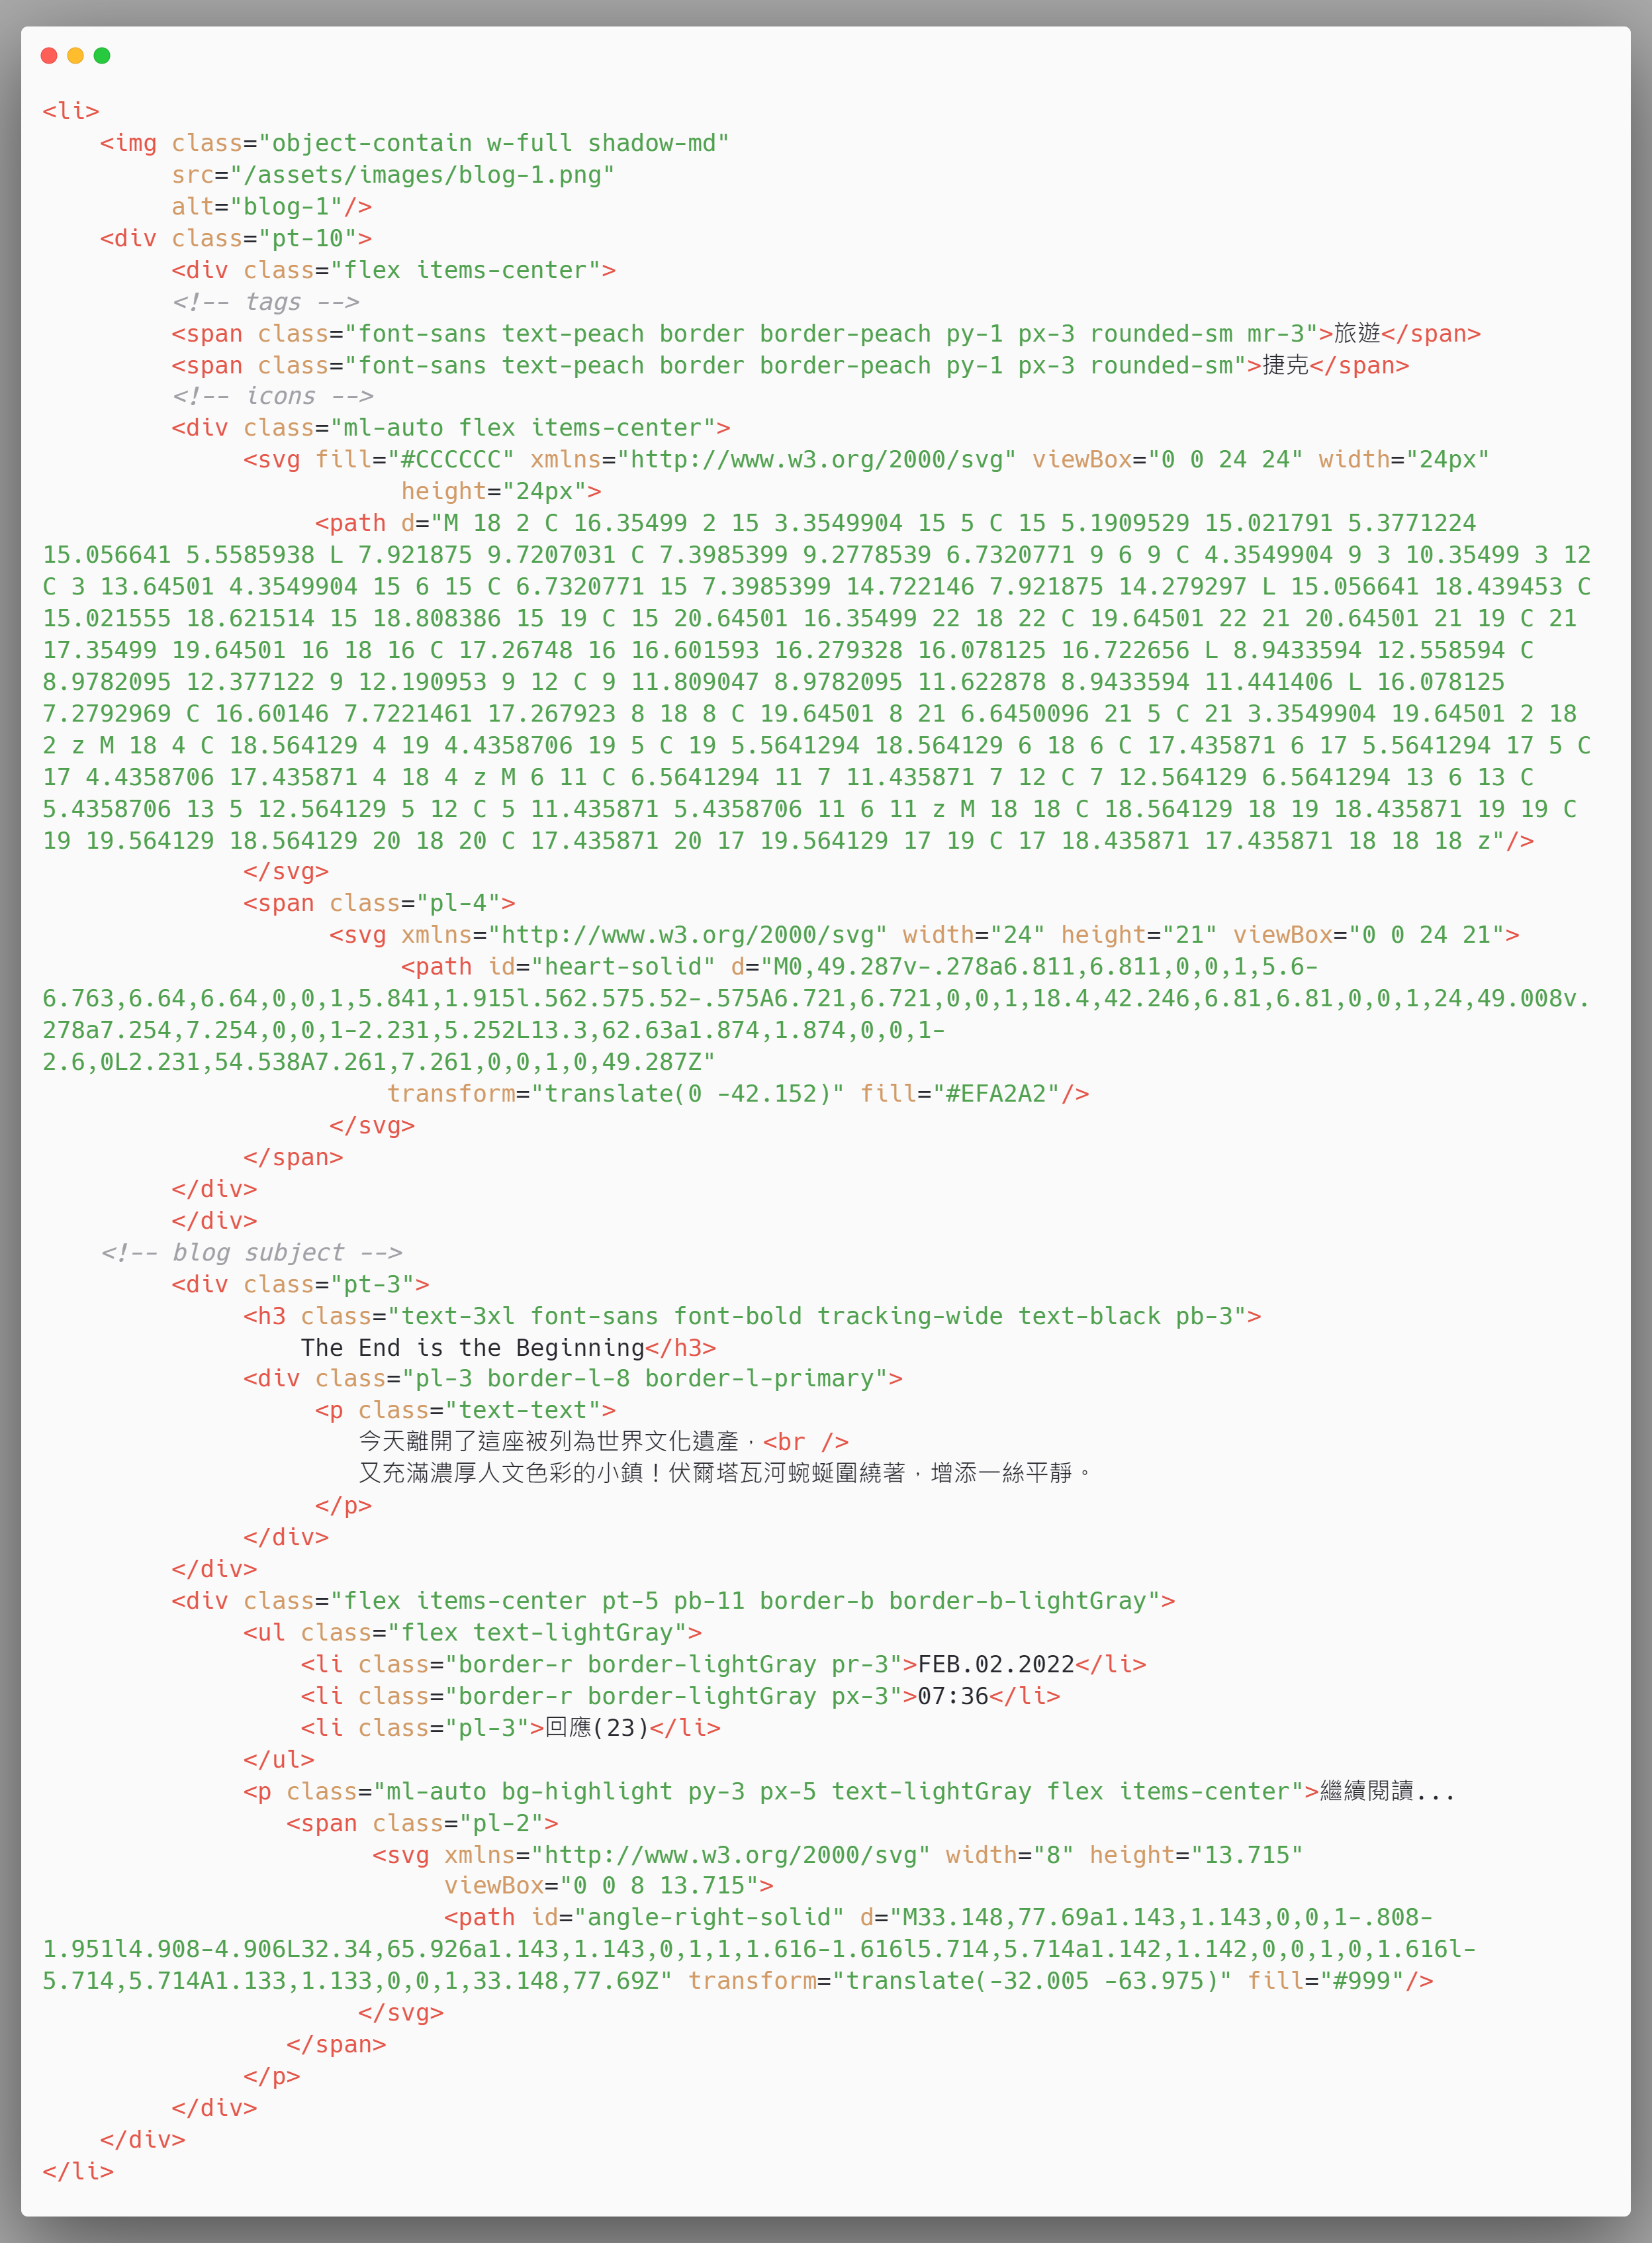 <li>
<img class="object-contain w-full shadow-md"
src="/assets/images/blog-1.png"
alt="blog-1"/>
<div class="pt-10">
<div class="flex items-center">
<!-- tags -->
<span class="font-sans text-peach border border-peach py-1 px-3 rounded-sm mr-3">旅遊</span>
<span class="font-sans text-peach border border-peach py-1 px-3 rounded-sm">捷克</span>
<!-- icons -->
<div class="ml-auto flex items-center">
<svg fill="#CCCCCC" xmlns="http://www.w3.org/2000/svg" viewBox="0 0 24 24" width="24px"
height="24px">
<path d="M 18 2 C 16.35499 2 15 3.3549904 15 5 C 15 5.1909529 15.021791 5.3771224
15.056641 5.5585938 L 7.921875 9.7207031 C 7.3985399 9.2778539 6.7320771 9 6 9 C 4.3549904 9 3 10.35499 3 12
C 3 13.64501 4.3549904 15 6 15 C 6.7320771 15 7.3985399 14.722146 7.921875 14.279297 L 15.056641 18.439453 C
15.021555 18.621514 15 18.808386 15 19 C 15 20.64501 16.35499 22 18 22 C 19.64501 22 21 20.64501 21 19 C 21
17.35499 19.64501 16 18 16 C 17.26748 16 16.601593 16.279328 16.078125 16.722656 L 8.9433594 12.558594 C
8.9782095 12.377122 9 12.190953 9 12 C 9 11.809047 8.9782095 11.622878 8.9433594 11.441406 L 16.078125
7.2792969 C 16.60146 7.7221461 17.267923 8 18 8 C 19.64501 8 21 6.6450096 21 5 C 21 3.3549904 19.64501 2 18
2 z M 18 4 C 18.564129 4 19 4.4358706 19 5 C 19 5.5641294 18.564129 6 18 6 C 17.435871 6 17 5.5641294 17 5 C
17 4.4358706 17.435871 4 18 4 z M 6 11 C 6.5641294 11 7 11.435871 7 12 C 7 12.564129 6.5641294 13 6 13 C
5.4358706 13 5 12.564129 5 12 C 5 11.435871 5.4358706 11 6 11 z M 18 18 C 18.564129 18 19 18.435871 19 19 C
19 19.564129 18.564129 20 18 20 C 17.435871 20 17 19.564129 17 19 C 17 18.435871 17.435871 18 18 18 z"/>
</svg>
<span class="pl-4">
<svg xmlns="http://www.w3.org/2000/svg" width="24" height="21" viewBox="0 0 24 21">
<path id="heart-solid" d="M0,49.287v-.278a6.811,6.811,0,0,1,5.6-
6.763,6.64,6.64,0,0,1,5.841,1.915l.562.575.52-.575A6.721,6.721,0,0,1,18.4,42.246,6.81,6.81,0,0,1,24,49.008v.
278a7.254,7.254,0,0,1-2.231,5.252L13.3,62.63a1.874,1.874,0,0,1-
2.6,0L2.231,54.538A7.261,7.261,0,0,1,0,49.287Z"
transform="translate(0 -42.152)" fill="#EFA2A2"/>
</svg>
</span>
</div>
</div>
<!-- blog subject -->
<div class="pt-3">
<h3 class="text-3xl font-sans font-bold tracking-wide text-black pb-3">
The End is the Beginning</h3>
<div class="pl-3 border-l-8 border-l-primary">
<p class="text-text">
今天離開了這座被列為世界文化遺產，<br />
又充滿濃厚人文色彩的小鎮！伏爾塔瓦河蜿蜒圍繞著，增添一絲平靜。
</p>
</div>
</div>
<div class="flex items-center pt-5 pb-11 border-b border-b-lightGray">
<ul class="flex text-lightGray">
<li class="border-r border-lightGray pr-3">FEB.02.2022</li>
<li class="border-r border-lightGray px-3">07:36</li>
<li class="pl-3">回應(23)</li>
</ul>
<p class="ml-auto bg-highlight py-3 px-5 text-lightGray flex items-center">繼續閱讀...
<span class="pl-2">
<svg xmlns="http://www.w3.org/2000/svg" width="8" height="13.715"
viewBox="0 0 8 13.715">
<path id="angle-right-solid" d="M33.148,77.69a1.143,1.143,0,0,1-.808-
1.951l4.908-4.906L32.34,65.926a1.143,1.143,0,1,1,1.616-1.616l5.714,5.714a1.142,1.142,0,0,1,0,1.616l-
5.714,5.714A1.133,1.133,0,0,1,33.148,77.69Z" transform="translate(-32.005 -63.975)" fill="#999"/>
</svg>
</span>
</p>
</div>
</div>
</li>